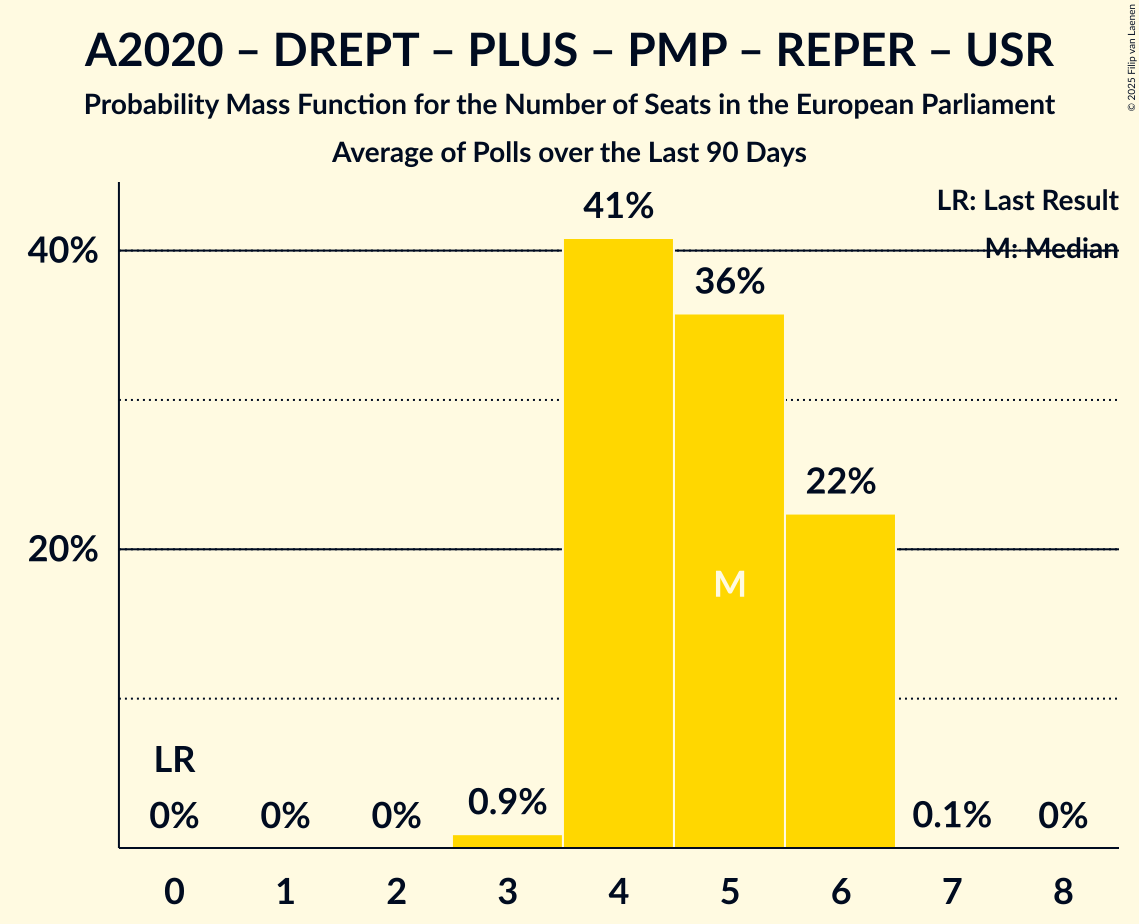 A2020 – DREPT – PLUS – PMP – REPER – USR
Probability Mass Function for the Number of Seats in the European Parliament
Average of Polls over the Last 90 Days
© 2025 Filip van Laenen
LR: Last Result
M: Median
40%
20%
41%
36%
22%
M
LR
0%
0%
0%
0.9%
0.1%
0%
0 1 2 3 4 5 6 7 8